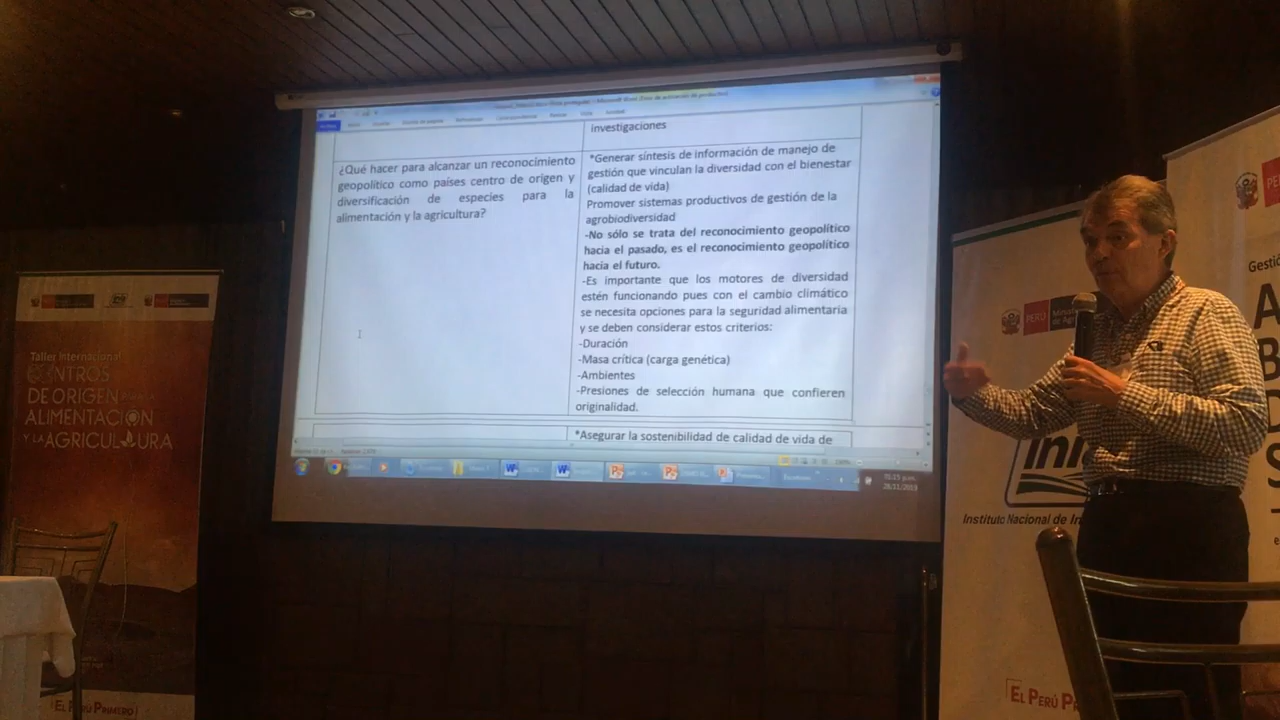 investigaciones
¿Qué hacer para alcanzar un reconocimiento
geopolítico como países centro de origen y
diversificación de especies para la
alimentación y la agricultura?
*Generar síntesis de información de manejo de
gestión que vinculan la diversidad con el bienestar
(calidad de vida)
Promover sistemas productivos de gestión de la
agrobiodiversidad
-No sólo se trata del reconocimiento geopolítico
hacia el pasado, es el reconocimiento geopolítico
hacia el futuro.
-Es importante que los motores de diversidad
estén funcionando pues con el cambio climático
se necesita opciones para la seguridad alimentaria
y se deben considerar estos criterios:
-Duración
-Masa crítica (carga genética)
-Ambientes
-Presiones de selección humana que confieren
originalidad.
*Asegurar la sostenibilidad de calidad de vida de
Taller Internacional
CENTROS
DE ORIGEN
ALIMENTACIÓN
Y LA AGRICULTURA
EL PERÚ PRIMERO
PERÚ
Instituto Nacional de
EL PERÚ
PE
A
B
D
S